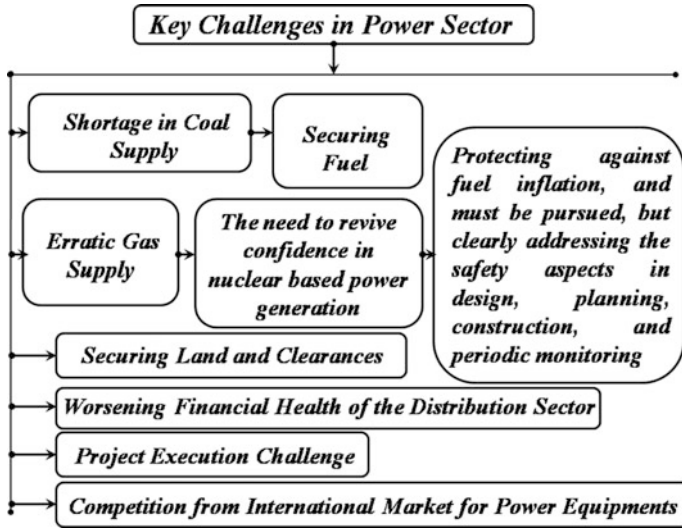 Key Challenges in Power Sector
Shortage in Coal
Supply
Securing
Fuel
Erratic Gas
Supply
The need to revive
confidence in
nuclear based power
generation
Protecting against
fuel inflation, and
must be pursued, but
clearly addressing the
safety aspects in
design, planning,
construction, and
periodic monitoring
Securing Land and Clearances
Worsening Financial Health of the Distribution Sector
Project Execution Challenge
Competition from International Market for Power Equipments